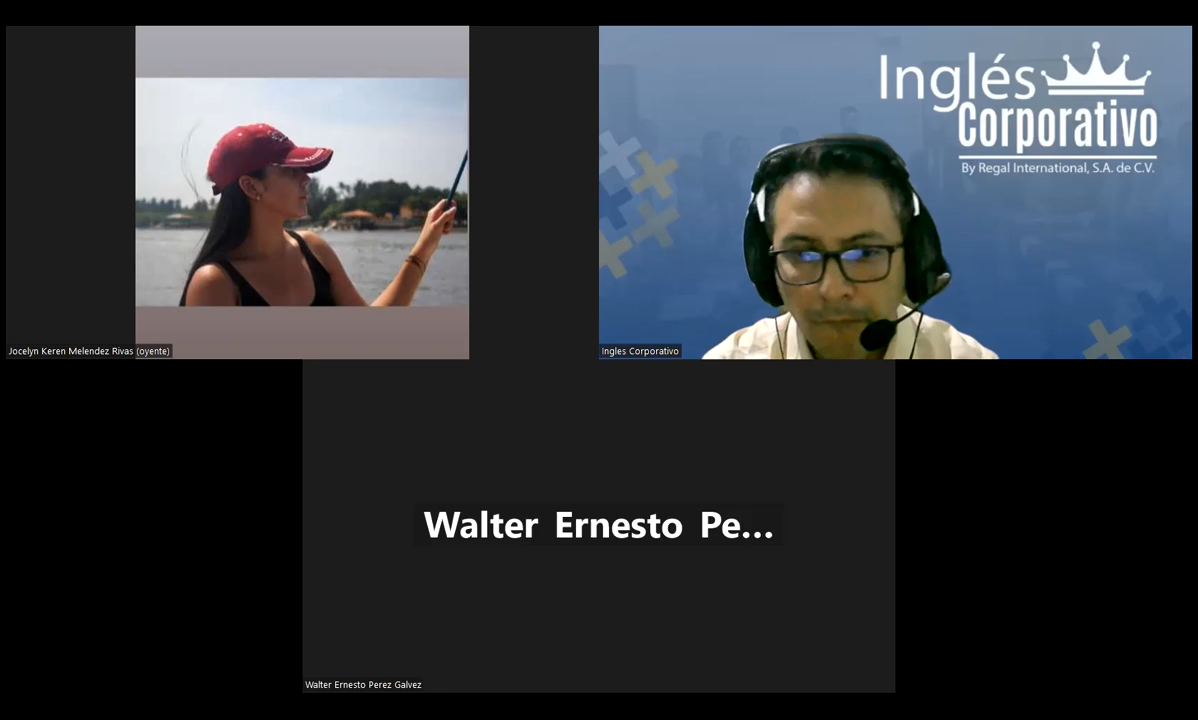 Inglés
Corporativo
By Regal International, S.A. de C.V.
Jocelyn Keren Melendez Rivas (oyente)
Ingles Corporativo
Walter Ernesto Pe...
Walter Ernesto Perez Galvez